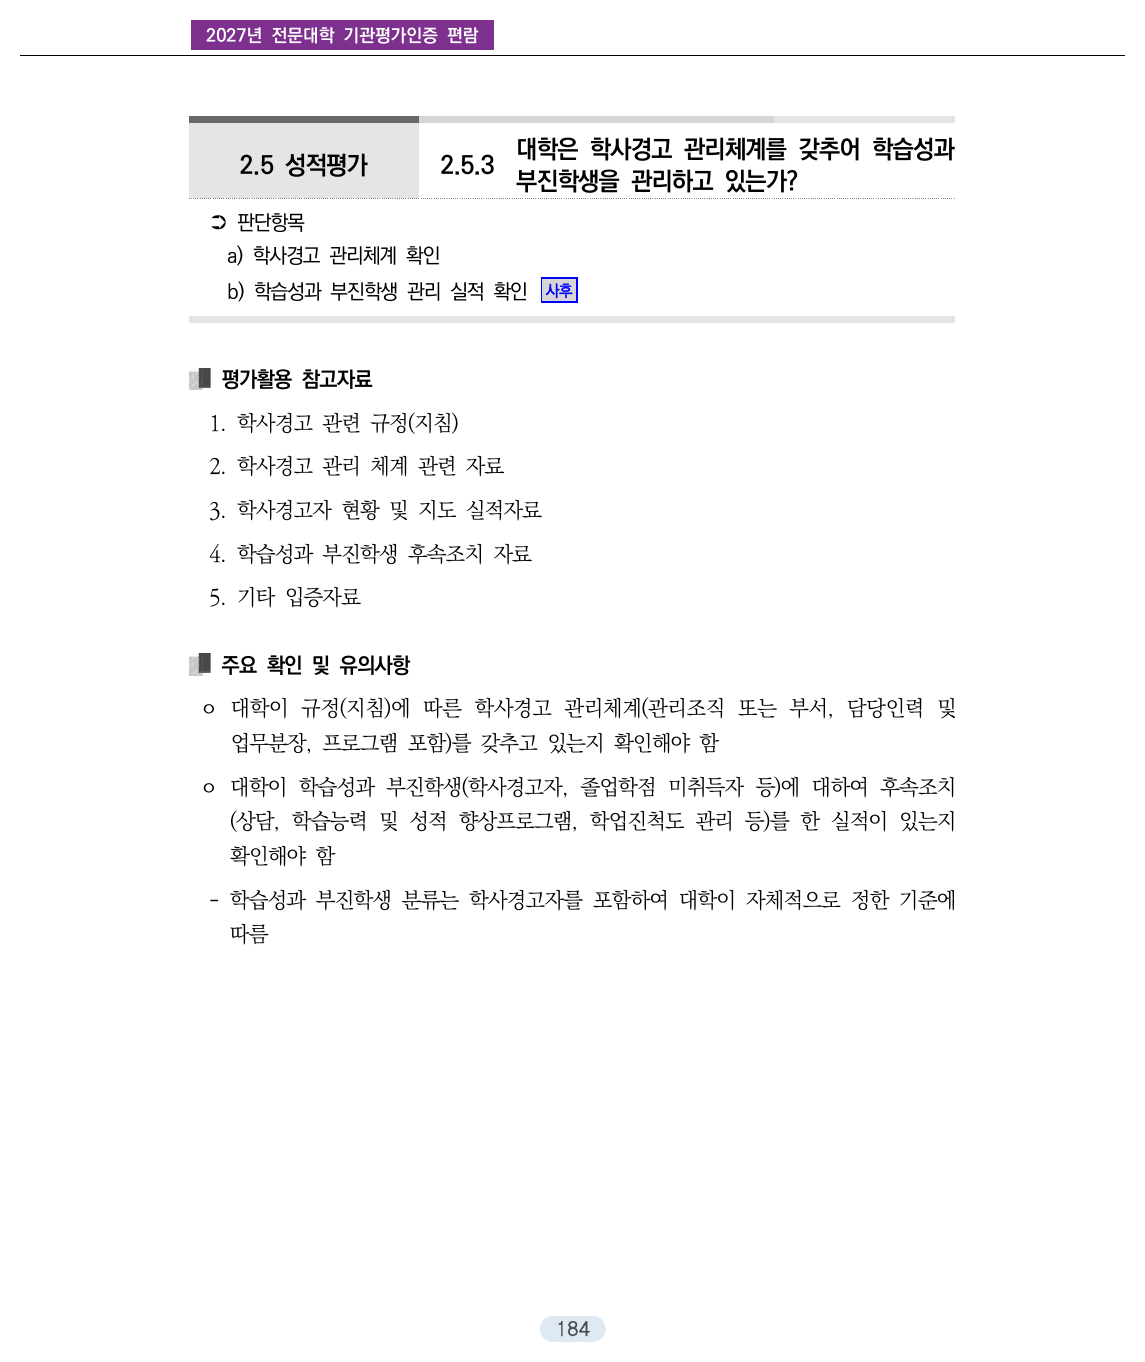 2027년 전문대학 기관평가인증 편람
2.5 성적평가
2.5.3
대학은 학사경고 관리체계를 갖추어 학습성과
부진학생을 관리하고 있는가?
➲ 판단항목
a) 학사경고 관리체계 확인
b) 학습성과 부진학생 관리 실적 확인 사후
평가활용 참고자료
1. 학사경고 관련 규정(지침)
2. 학사경고 관리 체계 관련 자료
3. 학사경고자 현황 및 지도 실적자료
4. 학습성과 부진학생 후속조치 자료
5. 기타 입증자료
주요 확인 및 유의사항
ㅇ 대학이 규정(지침)에 따른 학사경고 관리체계(관리조직 또는 부서, 담당인력 및
업무분장, 프로그램 포함)를 갖추고 있는지 확인해야 함
ㅇ 대학이 학습성과 부진학생(학사경고자, 졸업학점 미취득자 등)에 대하여 후속조치
(상담, 학습능력 및 성적 향상프로그램, 학업진척도 관리 등)를 한 실적이 있는지
확인해야 함
- 학습성과 부진학생 분류는 학사경고자를 포함하여 대학이 자체적으로 정한 기준에
따름
184